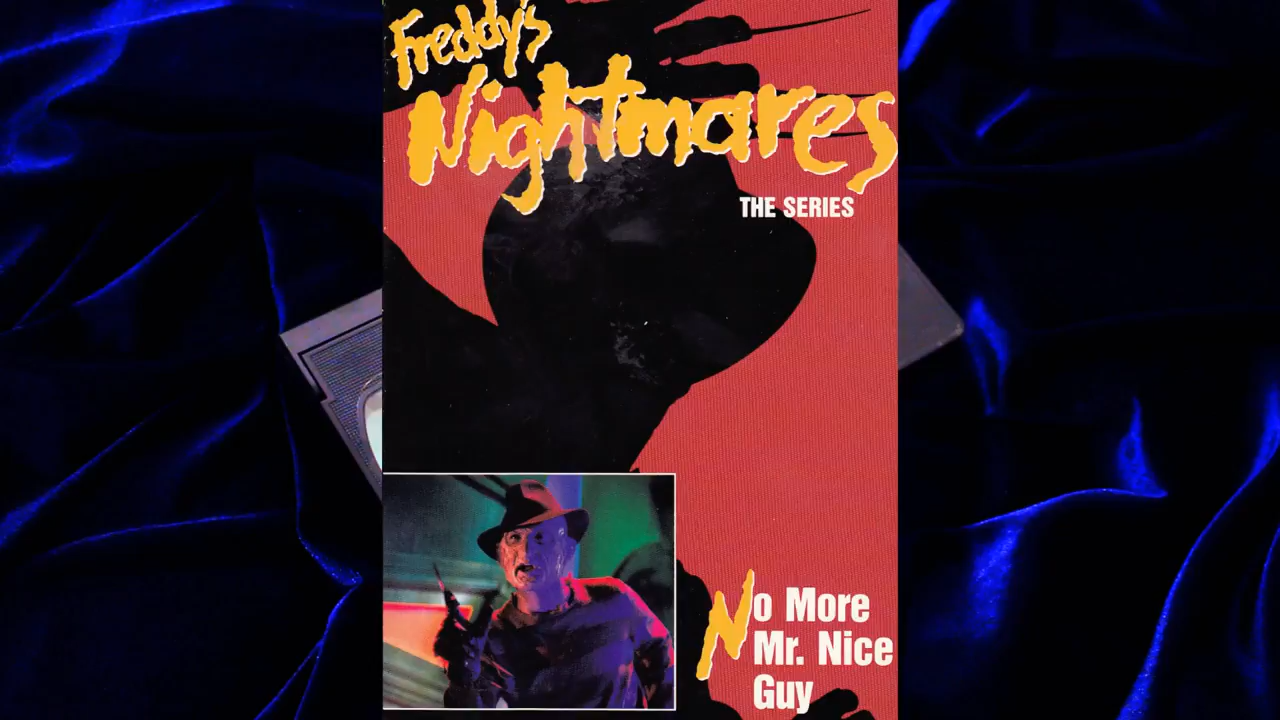 Freddy's
Nightmares
THE SERIES
No More
Mr. Nice
Guy